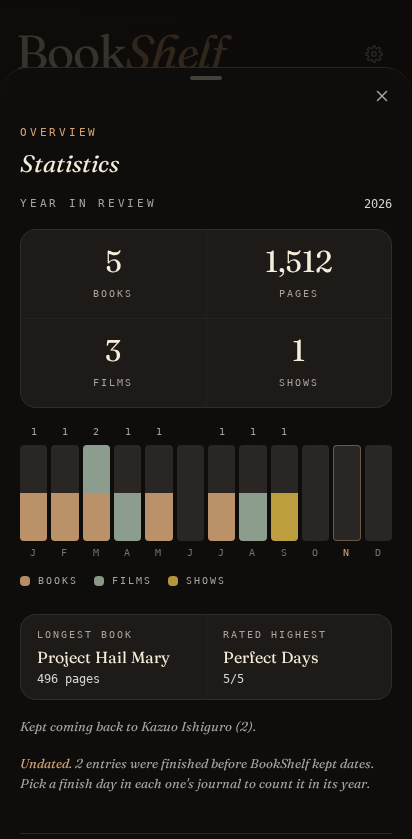 BookShelf
OVERVIEW
Statistics
YEAR IN REVIEW 2026
5 1,512
BOOKS PAGES
3 1
FILMS SHOWS
1 1 2 1 1 1 1 1
J F M A M J J A S O N D
BOOKS FILMS SHOWS
LONGEST BOOK RATED HIGHEST
Project Hail Mary Perfect Days
496 pages 5/5
Kept coming back to Kazuo Ishiguro (2).
Undated. 2 entries were finished before BookShelf kept dates.
Pick a finish day in each one's journal to count it in its year.